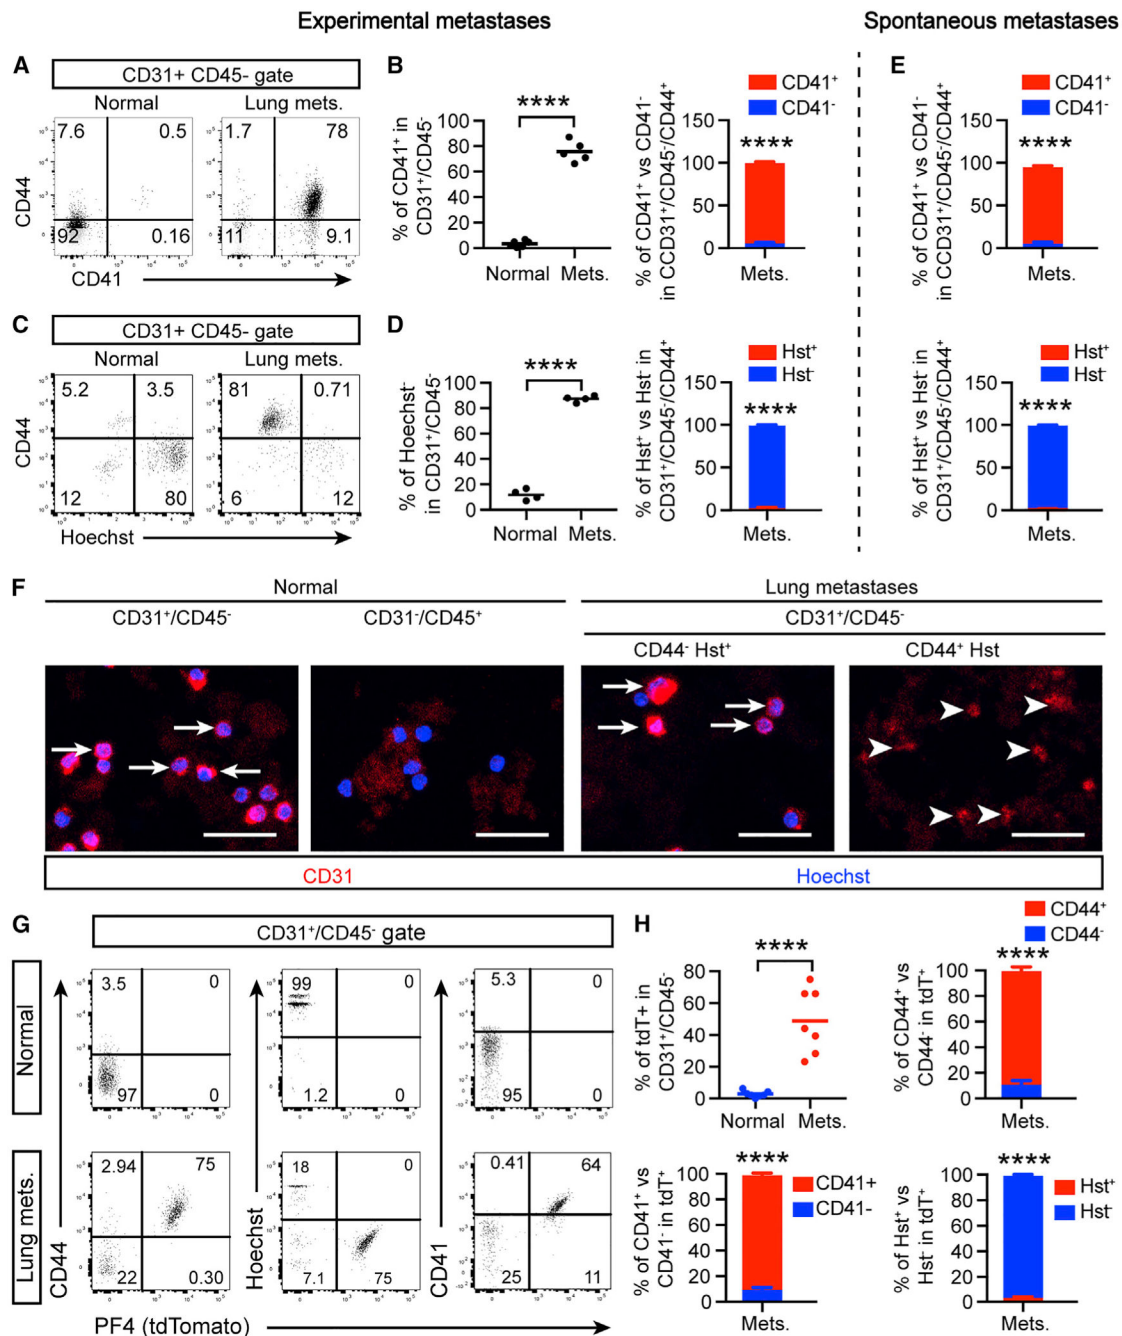 Experimental metastases
Spontaneous metastases
A
CD31+ CD45- gate
Normal
Lung mets.
7.6
0.5
92
0.16
1.7
78
11
9.1
CD44
CD41
B
% of CD41+ in
CD31+/CD45-
100
80
60
40
20
0
****
Normal
Mets.
CD41+
CD41-
% of CD41+ vs CD41-
in CCD31+/CD45-/CD44+
150
100
50
0
****
Mets.
E
CD41+
CD41-
% of CD41+ vs CD41-
in CCD31+/CD45-/CD44+
150
100
50
0
****
Mets.
C
CD31+ CD45- gate
Normal
Lung mets.
5.2
3.5
12
80
81
0.71
6
12
CD44
Hoechst
D
% of Hoechst-
in CD31+/CD45-
100
80
60
40
20
0
****
Normal
Mets.
Hst+
Hst-
% of Hst+ vs Hst- in
CD31+/CD45-/CD44+
150
100
50
0
****
Mets.
Hst+
Hst-
% of Hst+ vs Hst- in
CD31+/CD45-/CD44+
150
100
50
0
****
Mets.
F
Normal
Lung metastases
CD31+/CD45-
CD31-/CD45+
CD31+/CD45-
CD44- Hst+
CD44+ Hst
CD31
Hoechst
G
CD31+/CD45- gate
Normal
3.5
0
97
0
99
0
1.2
0
5.3
0
95
0
Lung mets.
2.94
75
22
0.30
18
0
7.1
75
0.41
64
25
11
CD44
Hoechst
CD41
PF4 (tdTomato)
H
% of tdT+ in
CD31+/CD45-
80
60
40
20
0
****
Normal
Mets.
CD44+
CD44-
% of CD44+ vs
CD44- in tdT+
100
80
60
40
20
0
****
Mets.
% of CD41+ vs
CD41- in tdT+
100
80
60
40
20
0
****
CD41+
CD41-
Mets.
% of Hst+ vs
Hst- in tdT+
100
80
60
40
20
0
****
Hst+
Hst-
Mets.